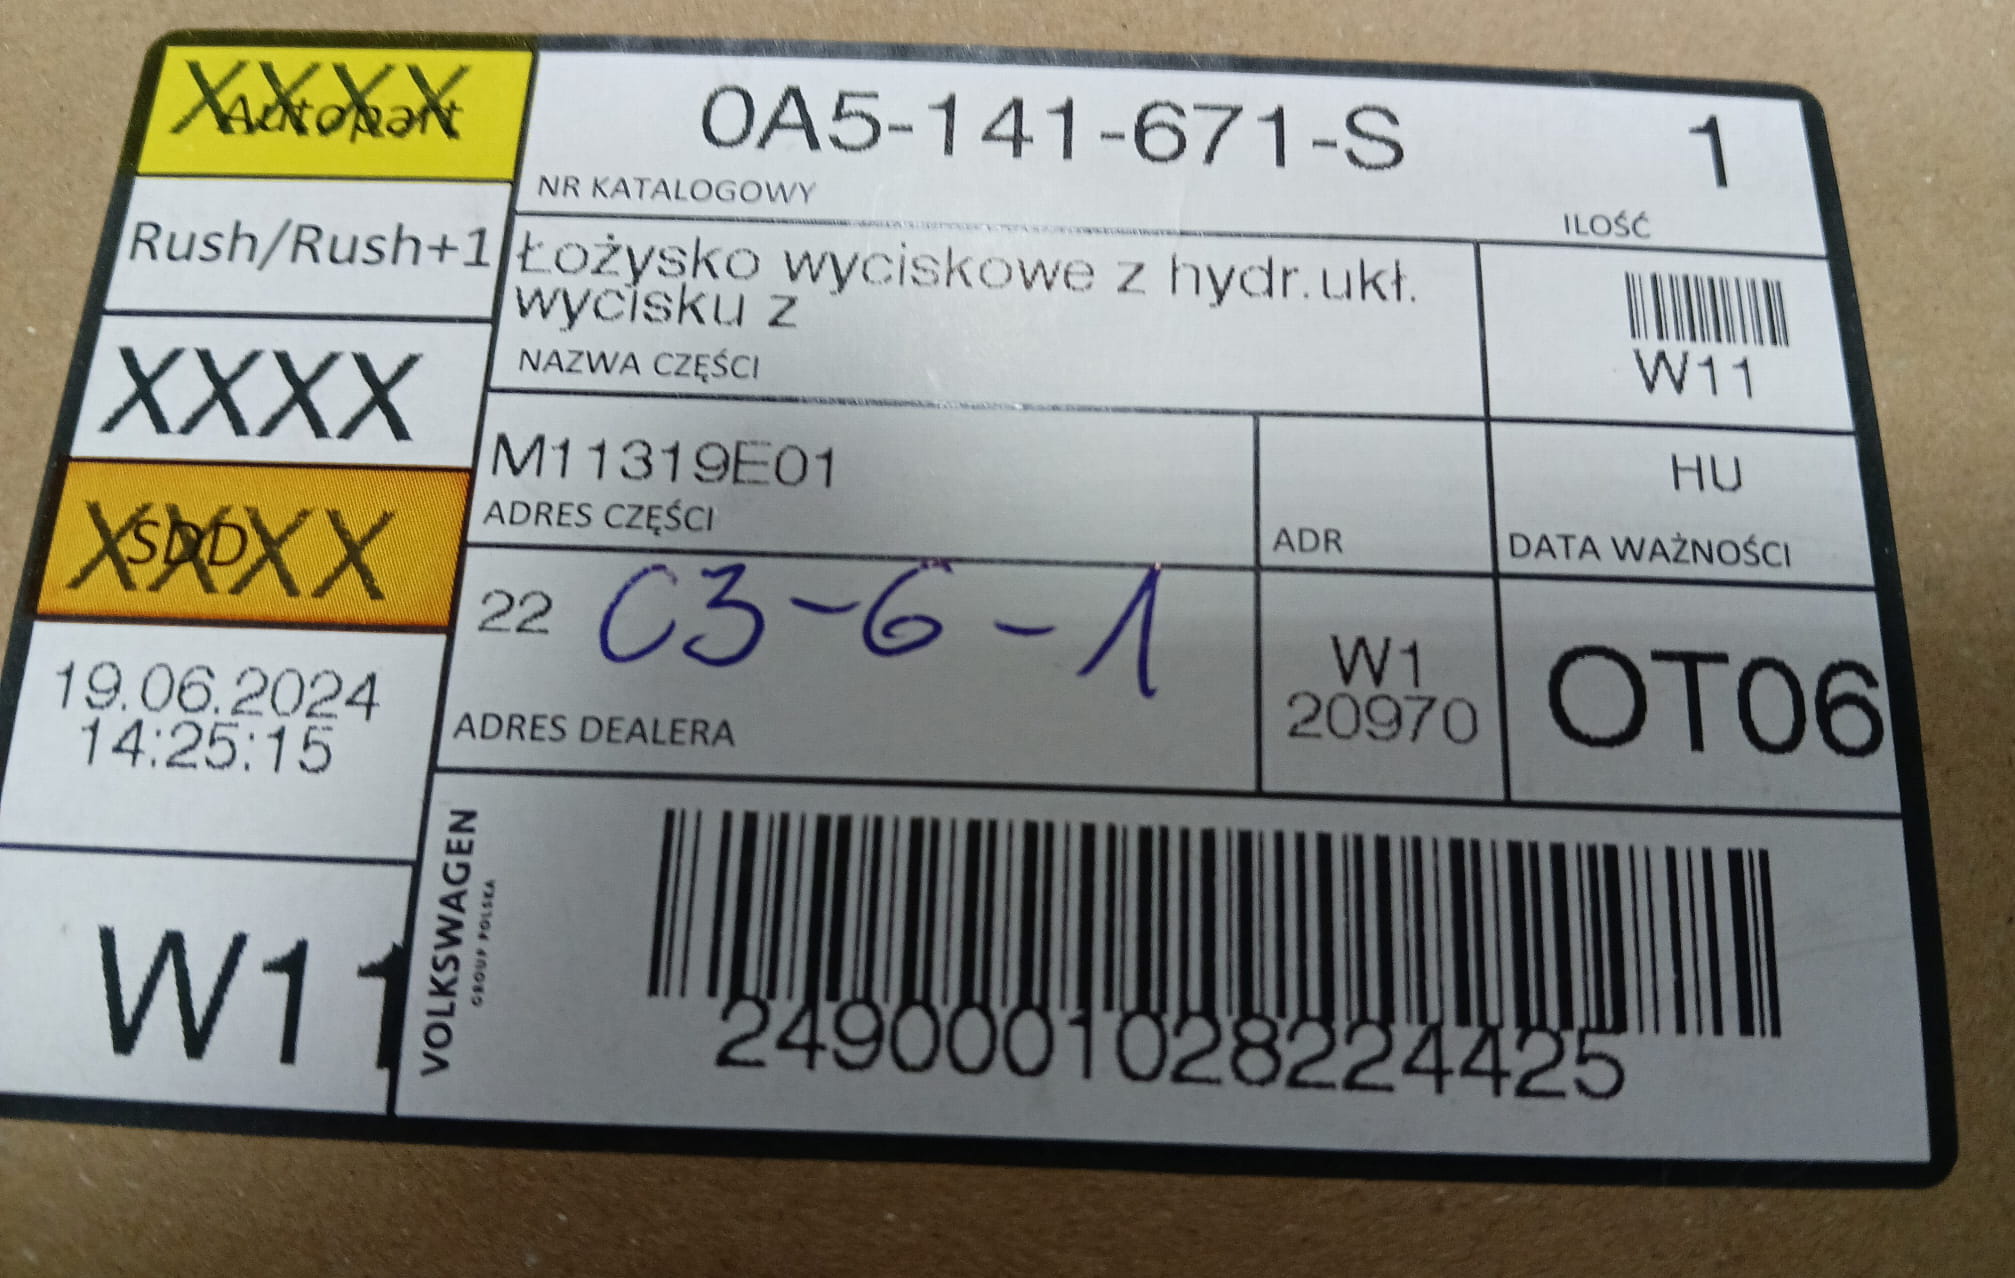 XXXX
Autopart
0A5-141-671-S
1
NR KATALOGOWY
ILOŚĆ
Rush/Rush+1
Łożysko wyciskowe z hydr.ukł.
wycisku z
NAZWA CZĘŚCI
W11
XXXX
M11319E01
ADRES CZĘŚCI
ADR
HU
DATA WAŻNOŚCI
XXXX
SDD
22
C3-6-1
ADRES DEALERA
W1
20970
OT06
19.06.2024
14:25:15
W11
VOLKSWAGEN
GROUP POLSKA
2490001028224425